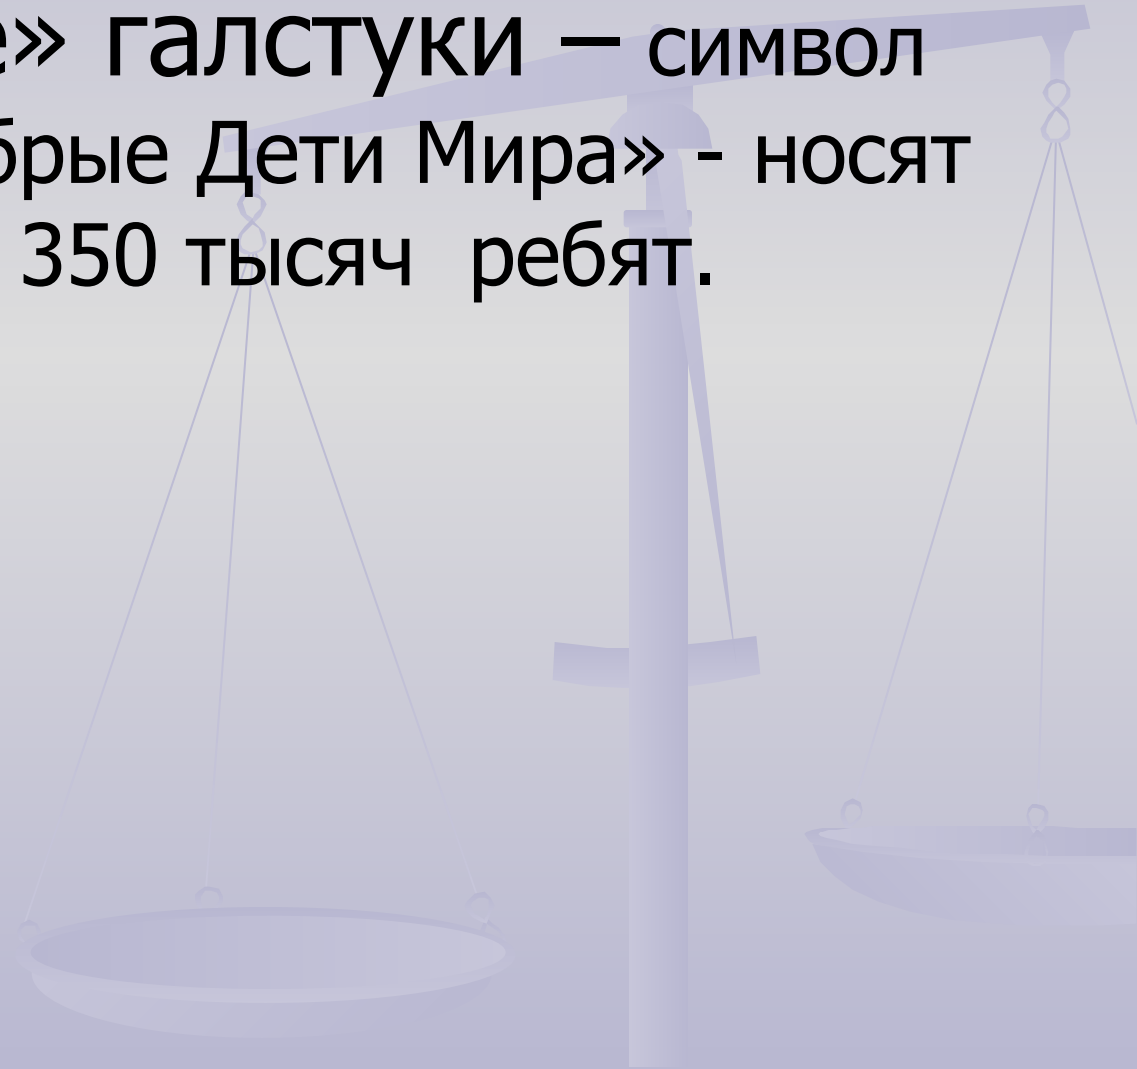 е» галстуки – символ
брые Дети Мира» - носят
350 тысяч ребят.